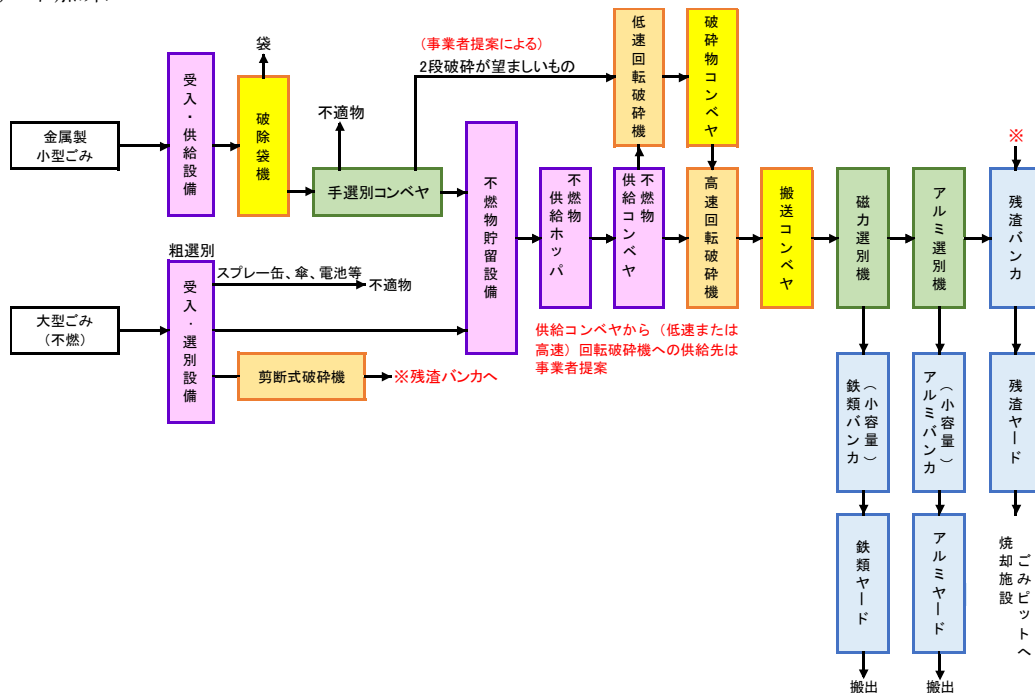 袋
(事業者提案による)
2段破砕が望ましいもの
低速回転破砕機
破砕物コンベヤ
受入・供給設備
破除袋機
不適物
金属製
小型ごみ
手選別コンベヤ
不燃物貯留設備
不燃物
供給ホッパ
不燃物
供給コンベヤ
高速回転破砕機
搬送コンベヤ
磁力選別機
アルミ選別機
※
残渣バンカ
粗選別
スプレー缶、傘、電池等
不適物
受入・選別設備
大型ごみ
(不燃)
供給コンベヤから(低速または
高速)回転破砕機への供給先は
事業者提案
剪断式破砕機
※残渣バンカへ
(小容量)
鉄類バンカ
(小容量)
アルミバンカ
残渣ヤード
鉄類ヤード
アルミヤード
ごみピットへ
焼却施設
搬出
搬出